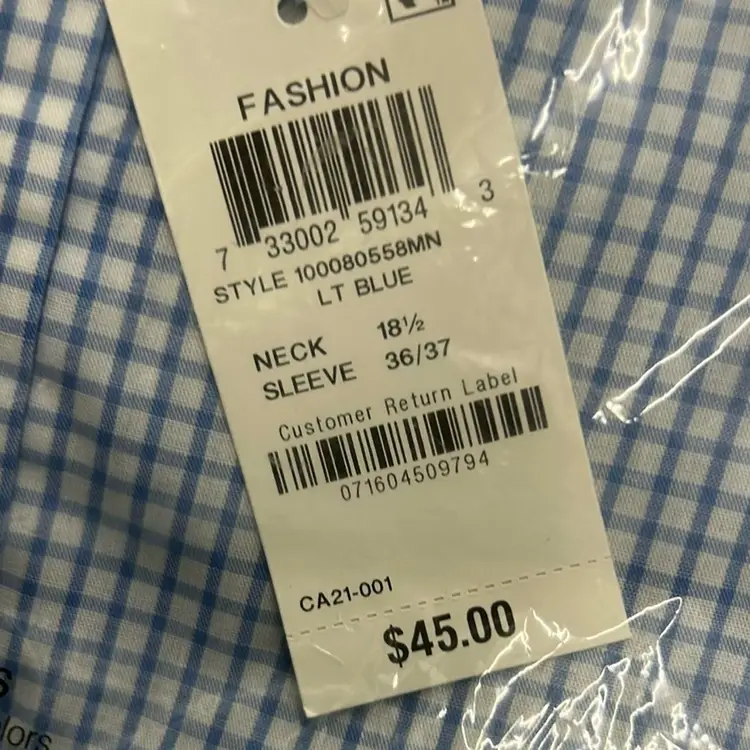 FASHION
7 33002 59134 3
STYLE 100080558MN
LT BLUE
NECK 18½
SLEEVE 36/37
Customer Return Label
071604509794
CA21-001
$45.00